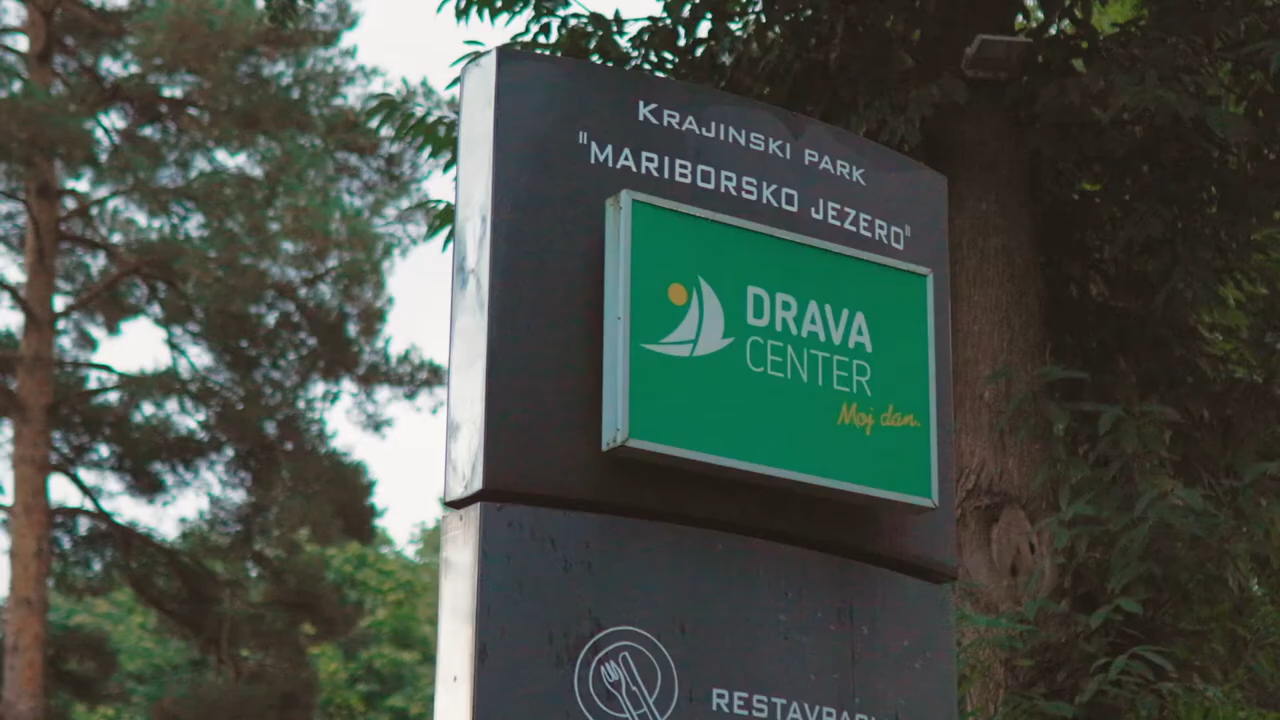 KRAJINSKI PARK
"MARIBORSKO JEZERO"
DRAVA
CENTER
Moj dan.